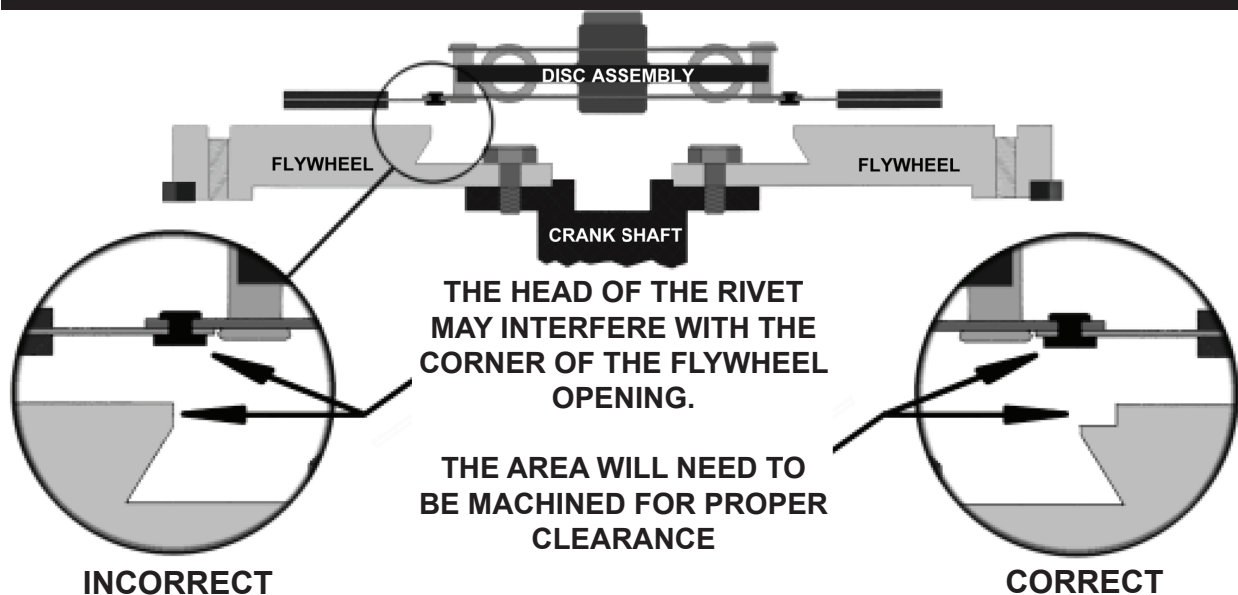 DISC ASSEMBLY
FLYWHEEL
FLYWHEEL
CRANK SHAFT
THE HEAD OF THE RIVET
MAY INTERFERE WITH THE
CORNER OF THE FLYWHEEL
OPENING.
THE AREA WILL NEED TO
BE MACHINED FOR PROPER
CLEARANCE
INCORRECT
CORRECT